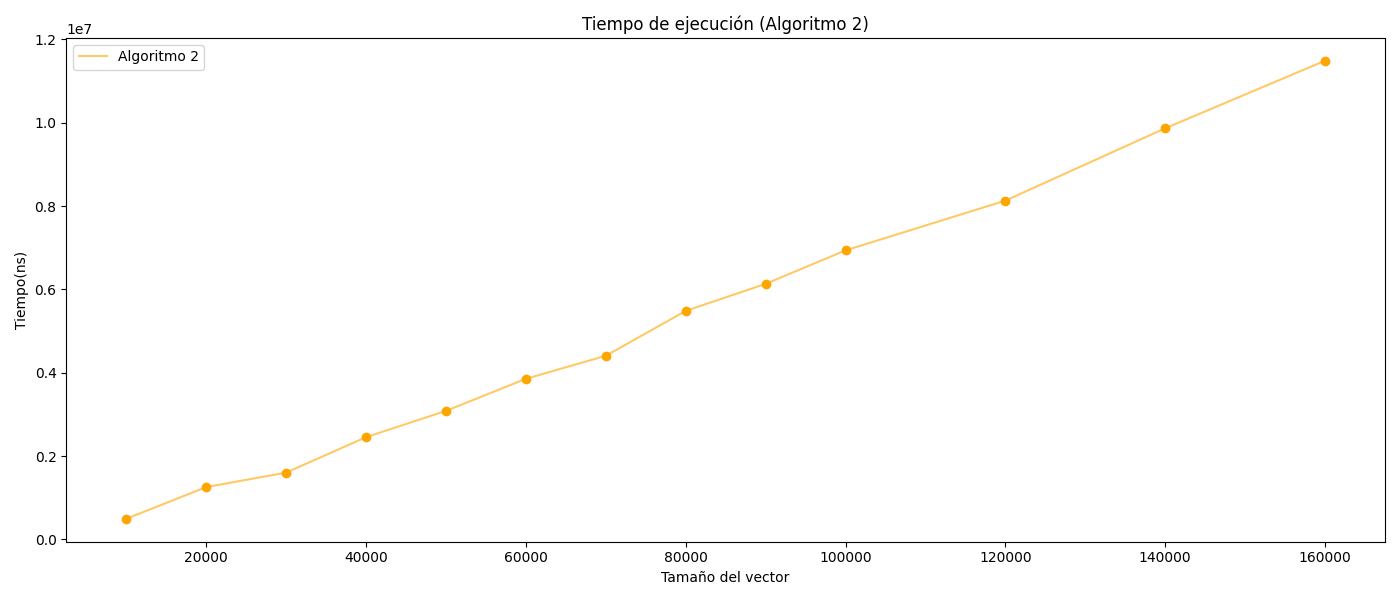 Tiempo de ejecución (Algoritmo 2)
1e7
Algoritmo 2
1.2
1.0
0.8
0.6
0.4
0.2
0.0
Tiempo(ns)
20000 40000 60000 80000 100000 120000 140000 160000
Tamaño del vector